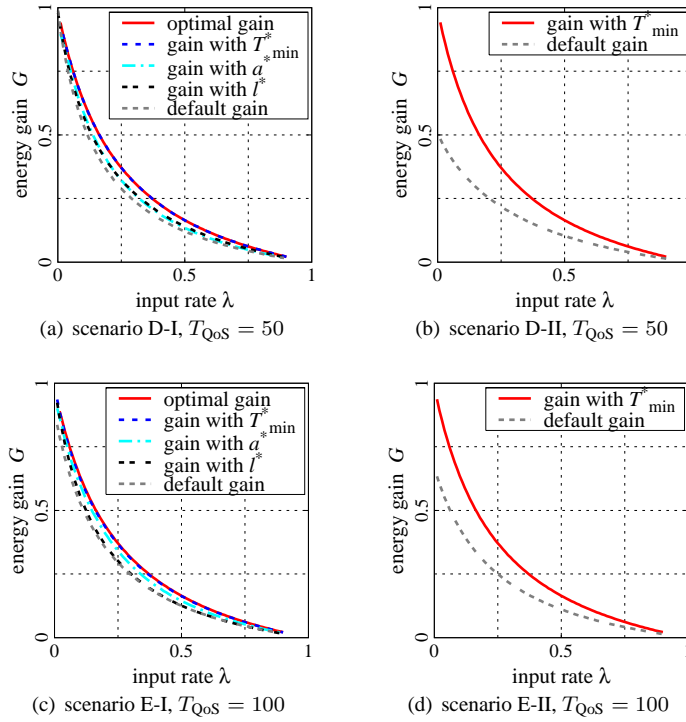 1
optimal gain
gain with T*min
gain with a*
gain with l*
default gain
energy gain G
0.5
0
0
0.5
1
input rate λ
(a) scenario D-I, TQoS = 50
1
gain with T*min
default gain
energy gain G
0.5
0
0
0.5
1
input rate λ
(b) scenario D-II, TQoS = 50
1
optimal gain
gain with T*min
gain with a*
gain with l*
default gain
energy gain G
0.5
0
0
0.5
1
input rate λ
(c) scenario E-I, TQoS = 100
1
gain with T*min
default gain
energy gain G
0.5
0
0
0.5
1
input rate λ
(d) scenario E-II, TQoS = 100